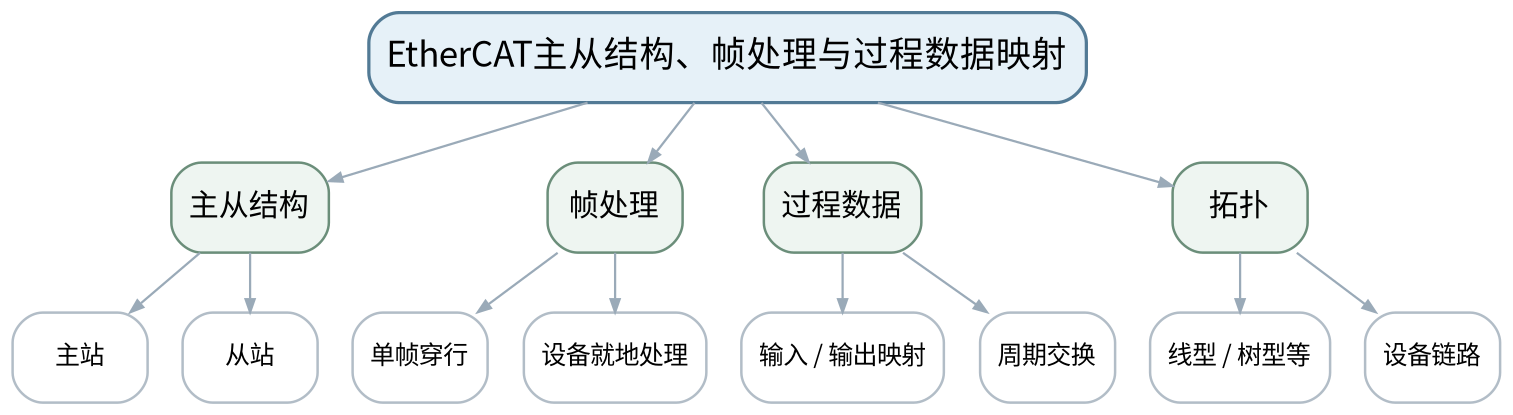 EtherCAT主从结构、帧处理与过程数据映射
主从结构
帧处理
过程数据
拓扑
主站
从站
单帧穿行
设备就地处理
输入 / 输出映射
周期交换
线型 / 树型等
设备链路